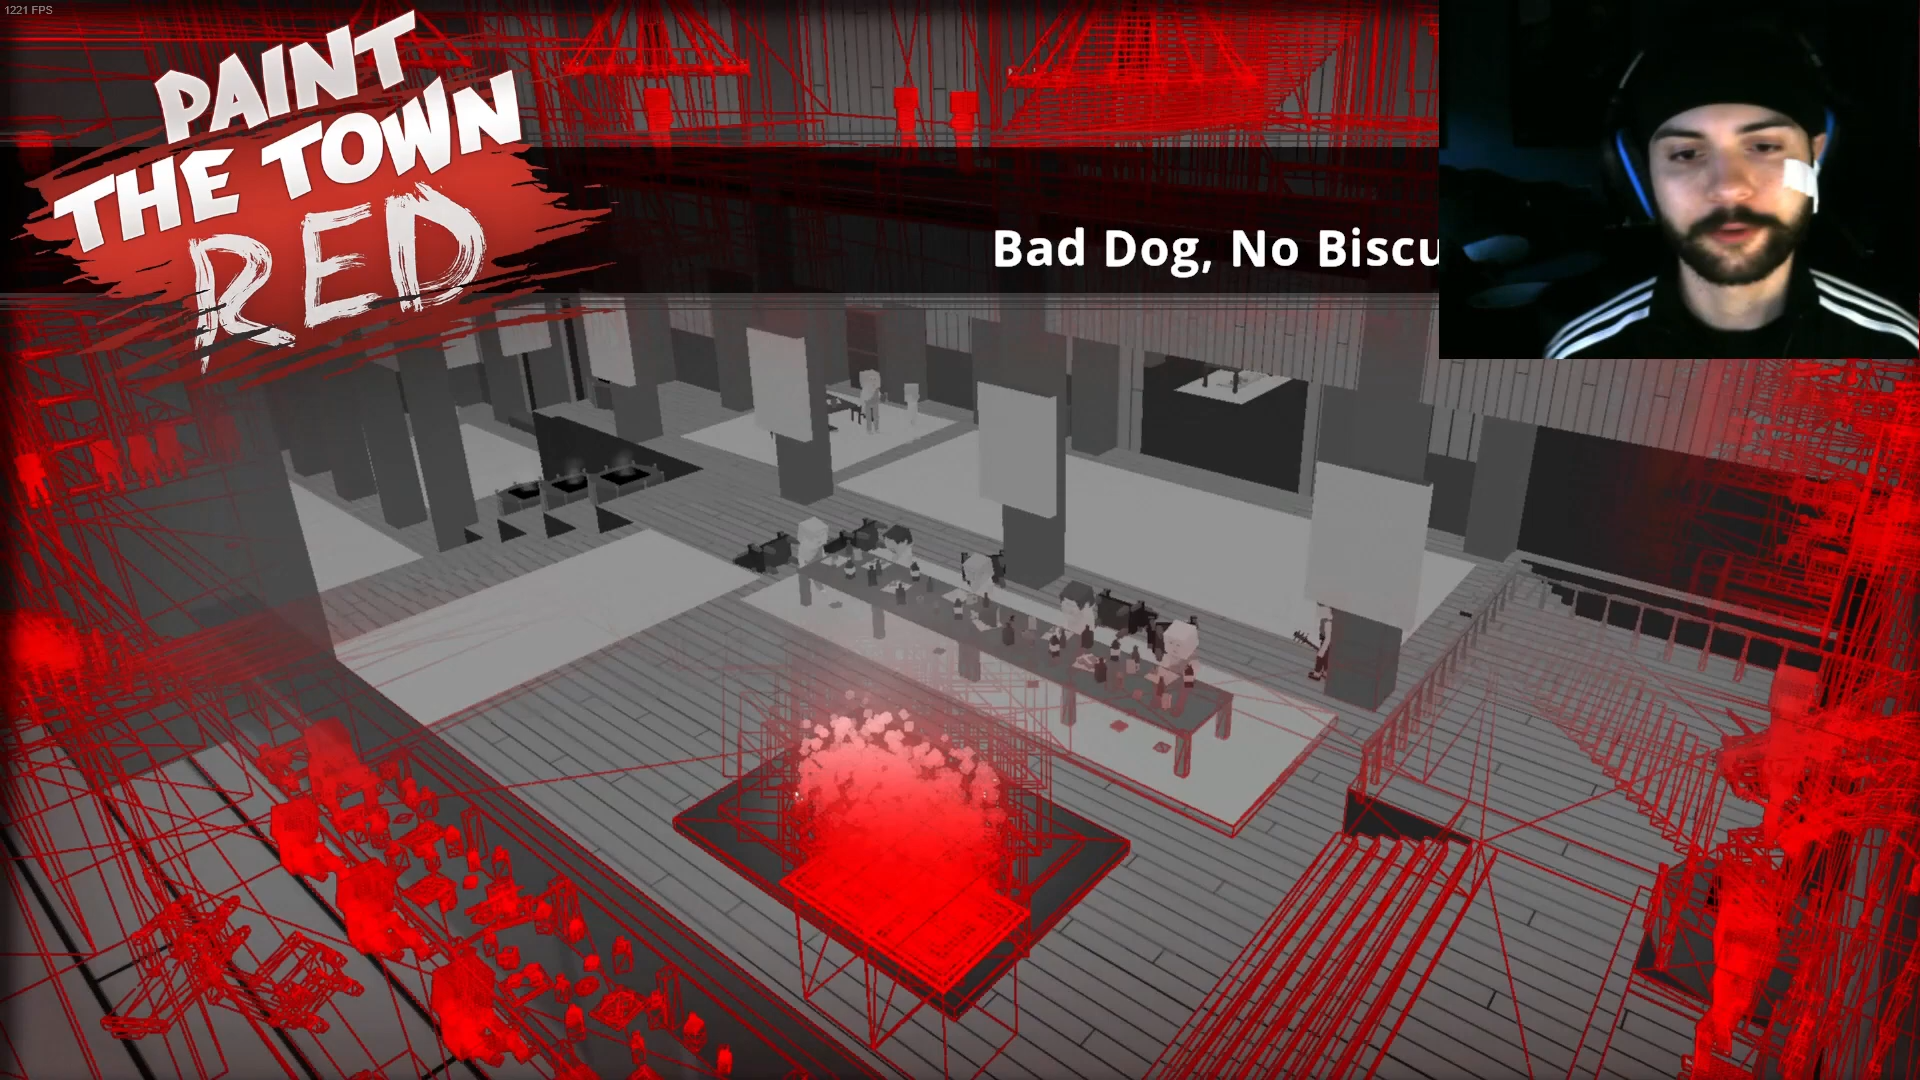 1221 FPS
PAINT
THE TOWN
RED
Bad Dog, No Biscu